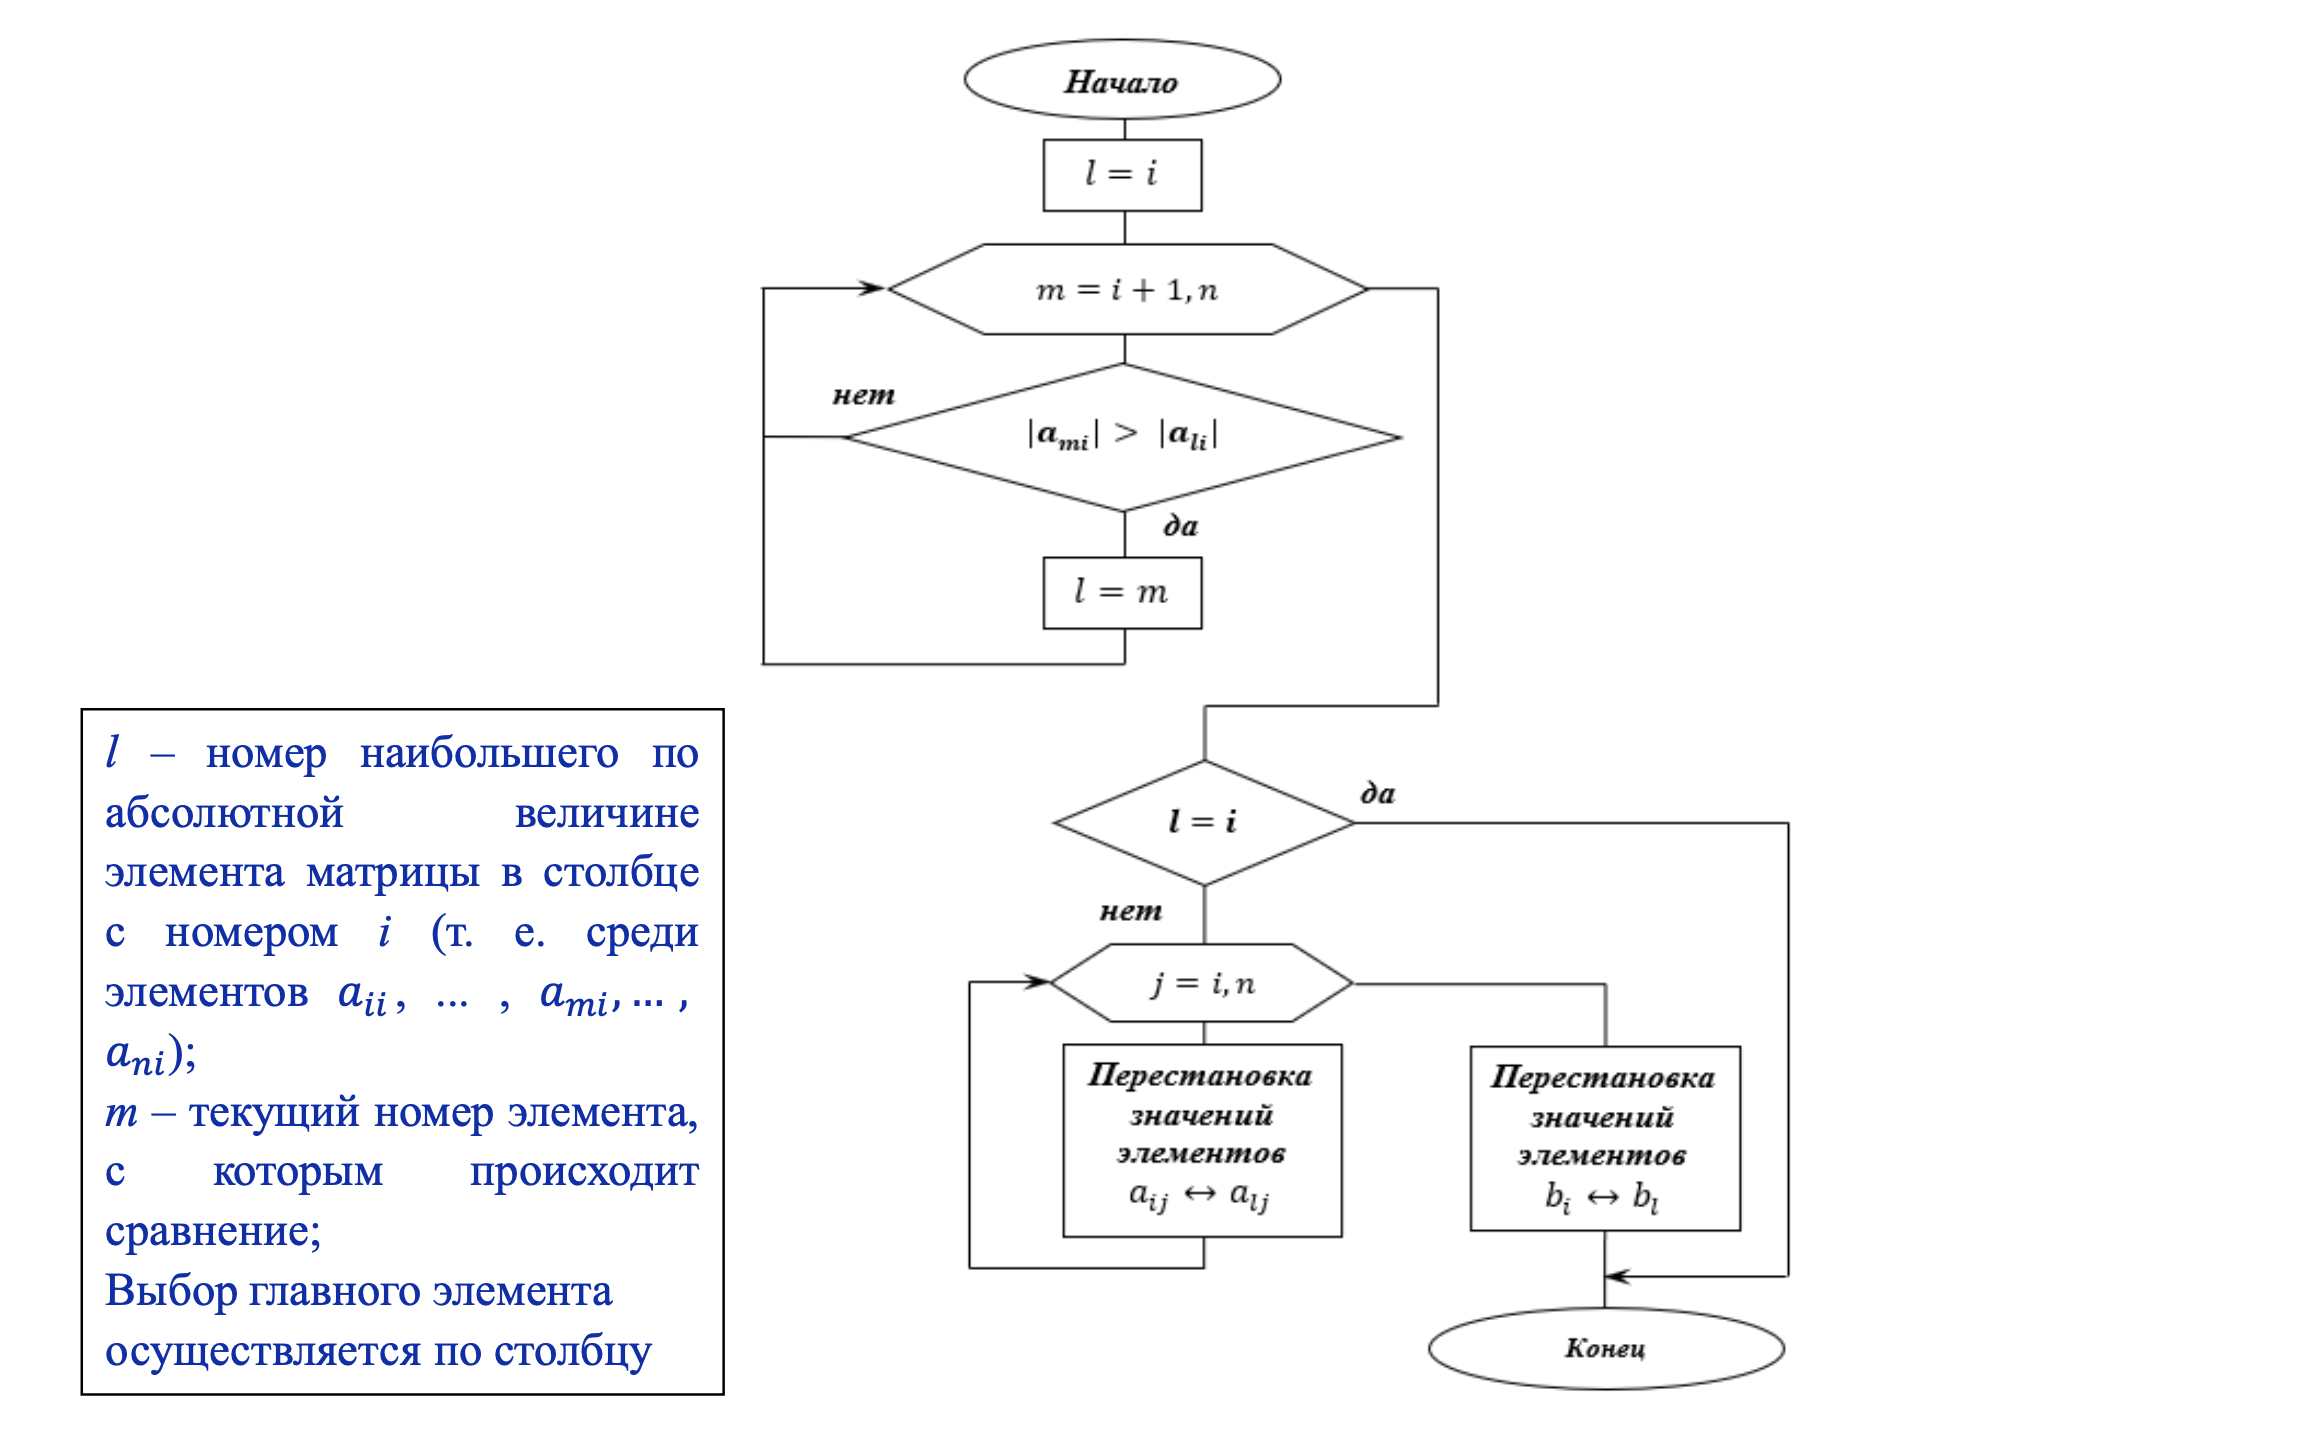 Начало
l = i
m = i + 1, n
нет
|a_mi| > |a_li|
да
l = m
l = i
да
нет
j = i, n
Перестановка
значений
элементов
a_ij ↔ a_lj
Перестановка
значений
элементов
b_i ↔ b_l
Конец
l – номер наибольшего по
абсолютной величине
элемента матрицы в столбце
с номером i (т. е. среди
элементов a_ii, ... , a_mi, ... ,
a_ni);
m – текущий номер элемента,
с которым происходит
сравнение;
Выбор главного элемента
осуществляется по столбцу